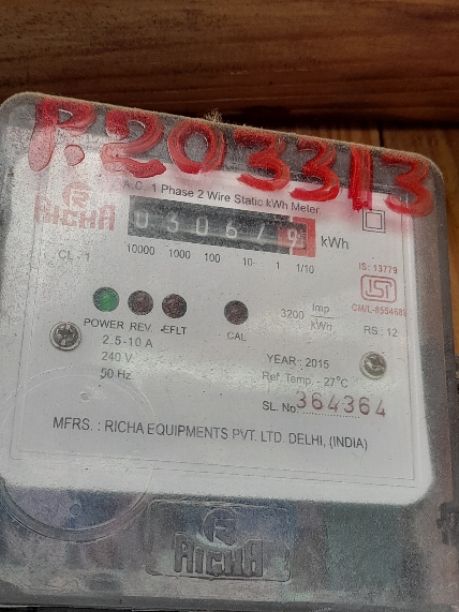 P.203313
A.C. 1 Phase 2 Wire Static kWh Meter
RICHA
kWh
CL - 1
10000 1000 100 10 1 1/10
IS: 13779
ISI
POWER REV. EFLT
CAL
3200 Imp. kWh
RS : 12
2.5-10 A
240 V
50 Hz
YEAR : 2015
Ref. Temp. - 27°C
SL. No 364364
MFRS. : RICHA EQUIPMENTS PVT. LTD. DELHI, (INDIA)
RICHA